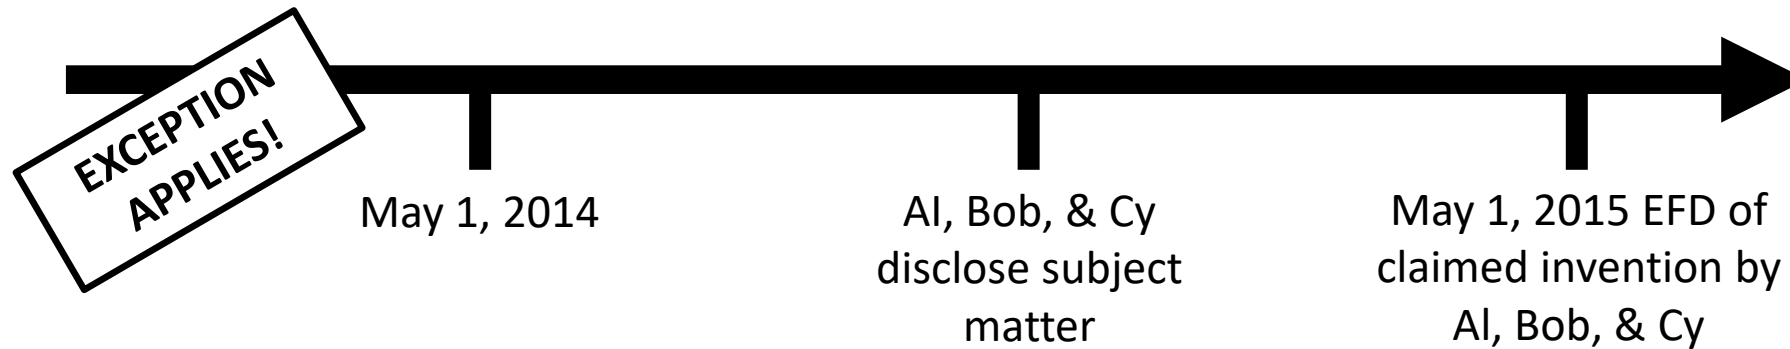 EXCEPTION
APPLIES!
May 1, 2014
AI, Bob, & Cy
disclose subject
matter
May 1, 2015 EFD of
claimed invention by
Al, Bob, & Cy